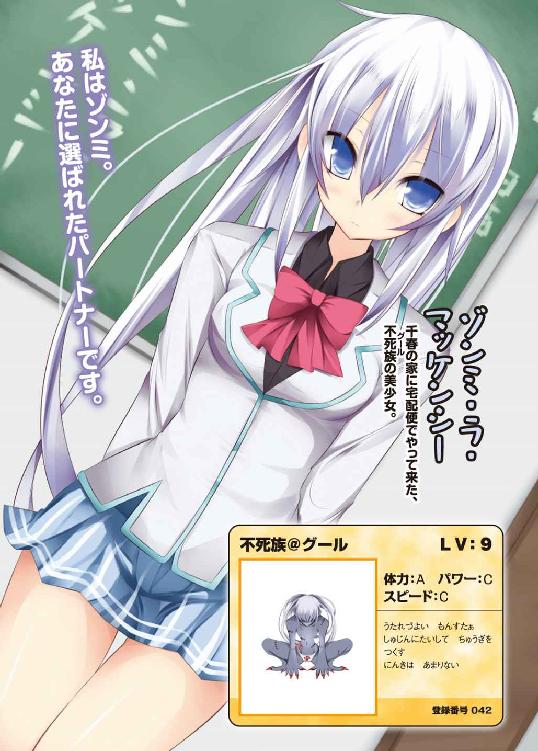 私はゾンミ。
あなたに選ばれたパートナーです。
ゾンミ・ラ・
マッケンシー
千春の家に宅配便でやって来た、
グール
不死族の美少女。
不死族@グール LV:9
体力:A パワー:C
スピード:C
うたれづよい もんすたぁ
しゅじんにたいして ちゅうぎを
つくす
にんきは あまりない
登録番号 042